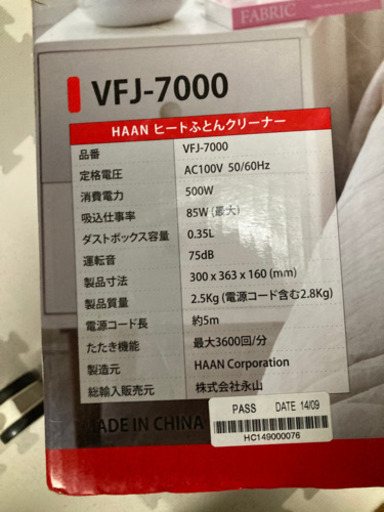 FABRIC
VFJ-7000
HAAN ヒートふとんクリーナー
品番 VFJ-7000
定格電圧 AC100V 50/60Hz
消費電力 500W
吸込仕事率 85W (最大)
ダストボックス容量 0.35L
運転音 75dB
製品寸法 300 x 363 x 160 (mm)
製品質量 2.5Kg (電源コード含む2.8Kg)
電源コード長 約5m
たたき機能 最大3600回/分
製造元 HAAN Corporation
総輸入販売元 株式会社永山
MADE IN CHINA
PASS DATE 14/09
HC149000076